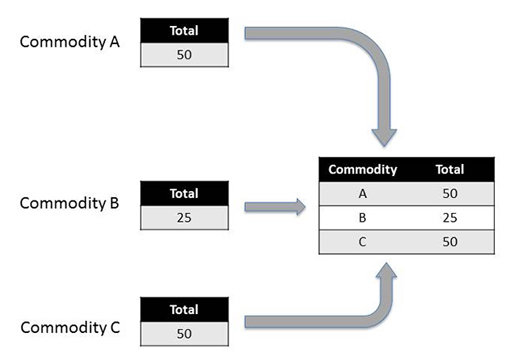 Commodity A
Total
50
Commodity B
Total
25
Commodity C
Total
50
Commodity Total
A 50
B 25
C 50